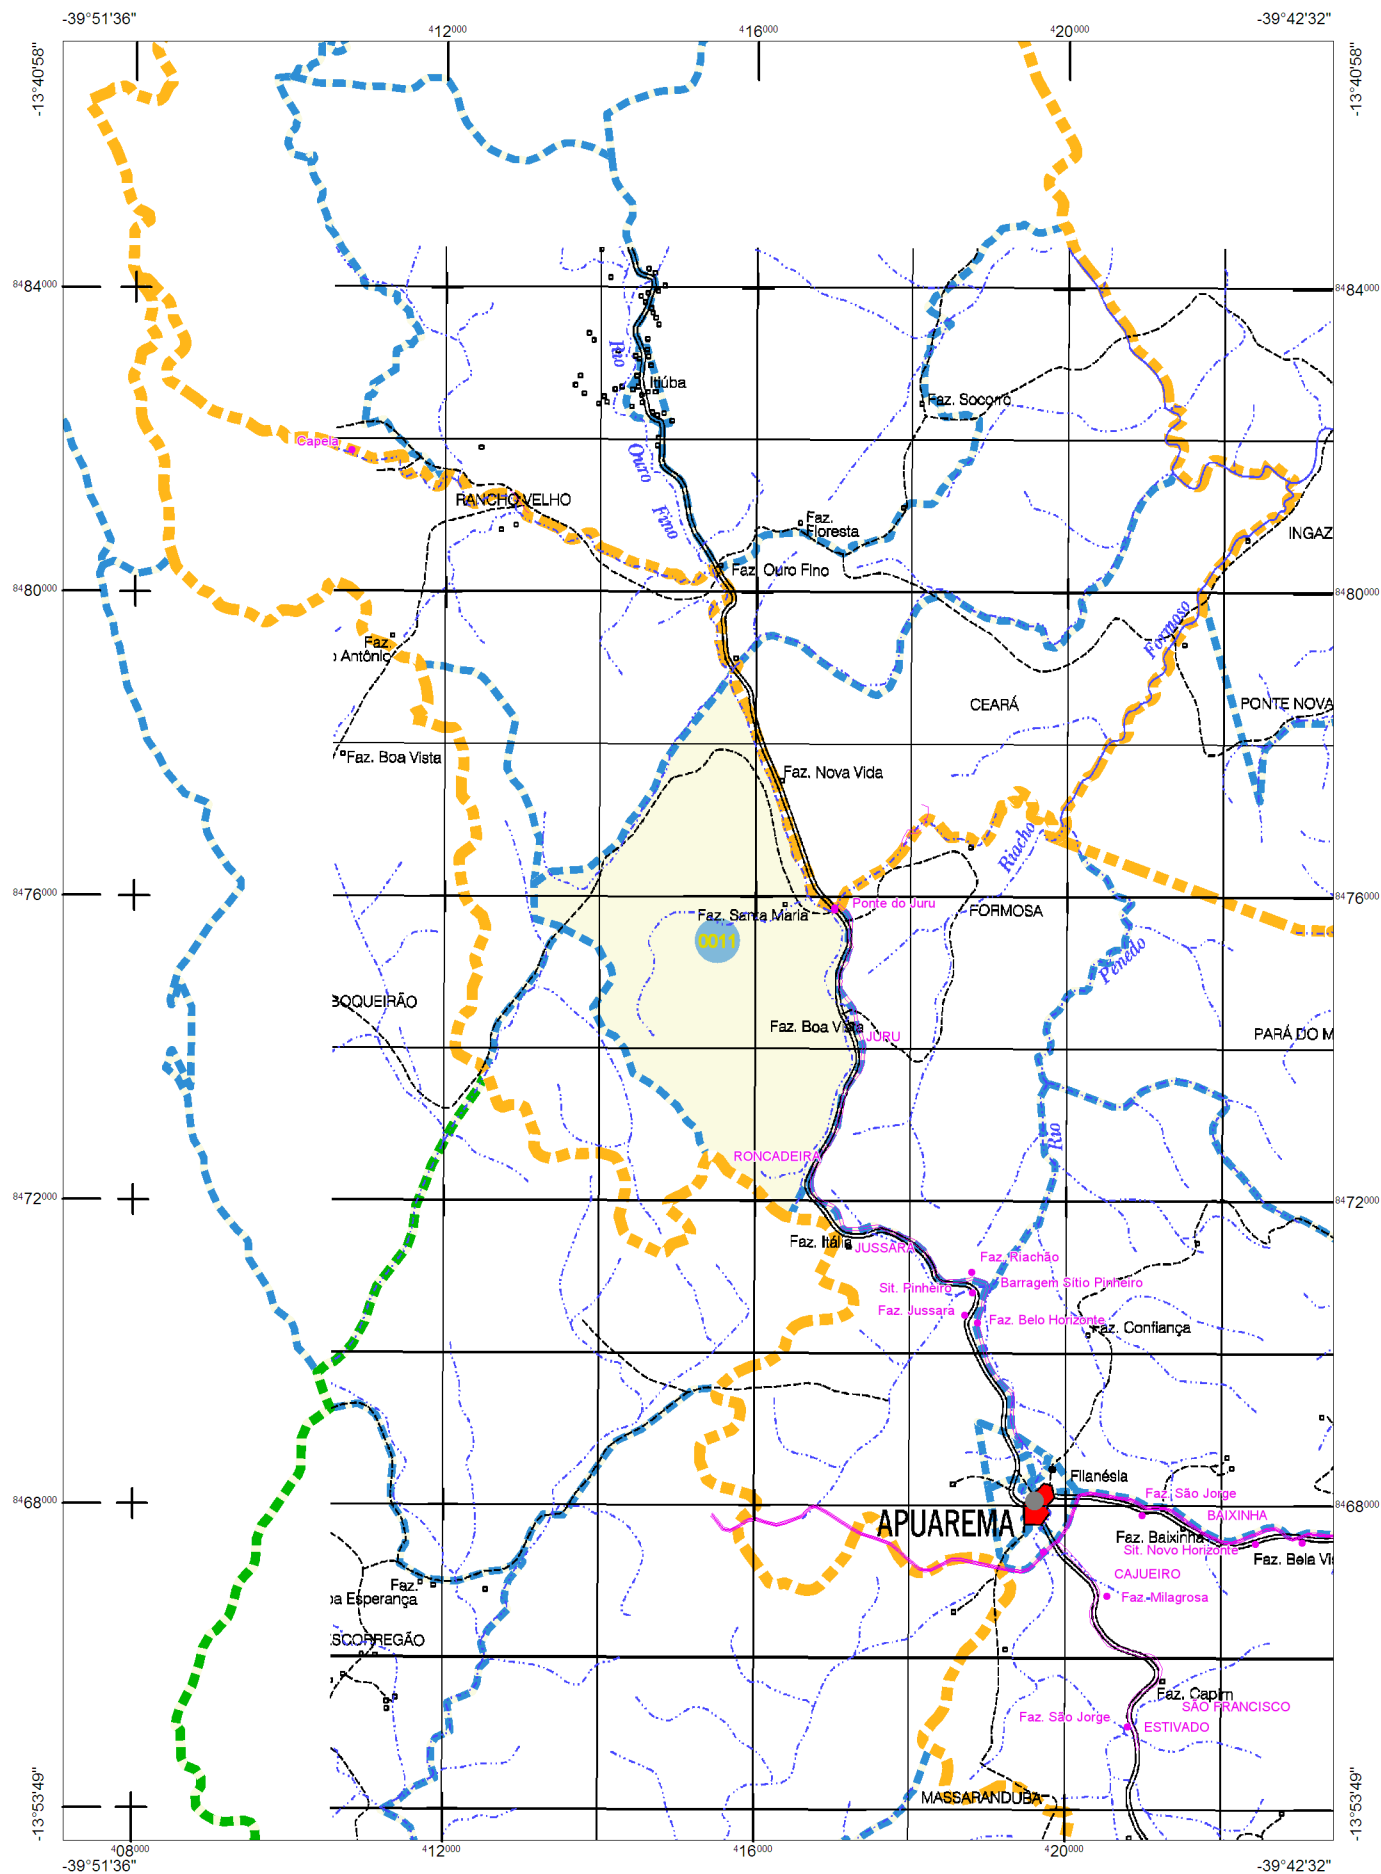 -39°51'36"
-39°42'32"
412000
416000
420000
-13°40'58"
-13°40'58"
8484000
8484000
Rio
Itiúba
Faz. Socorro
Capela
Ouro
RANCHO VELHO
Fino
Faz.
Floresta
INGAZ
Faz. Ouro Fino
8480000
8480000
Formoso
Faz.
o Antônio
CEARÁ
PONTE NOVA
Faz. Boa Vista
Faz. Nova Vida
Riacho
8476000
8476000
Ponte do Juru
Faz. Santa Maria
FORMOSA
0011
Penedo
BOQUEIRÃO
Faz. Boa Vista
JURU
PARÁ DO M
Rio
RONCADEIRA
8472000
8472000
Faz. Itália
JUSSARA
Faz. Riachão
Sit. Pinheiro
Barragem Sítio Pinheiro
Faz. Jussara
Faz. Belo Horizonte
Faz. Confiança
Filanésia
Faz. São Jorge
8468000
8468000
APUAREMA
BAIXINHA
Faz. Baixinha
Sit. Novo Horizonte
Faz. Bela Vis
CAJUEIRO
Faz.
oa Esperança
Faz. Milagrosa
SCORREGÃO
Faz. Capim
SÃO FRANCISCO
Faz. São Jorge
ESTIVADO
MASSARANDUBA
-13°53'49"
-13°53'49"
408000
412000
416000
420000
-39°51'36"
-39°42'32"